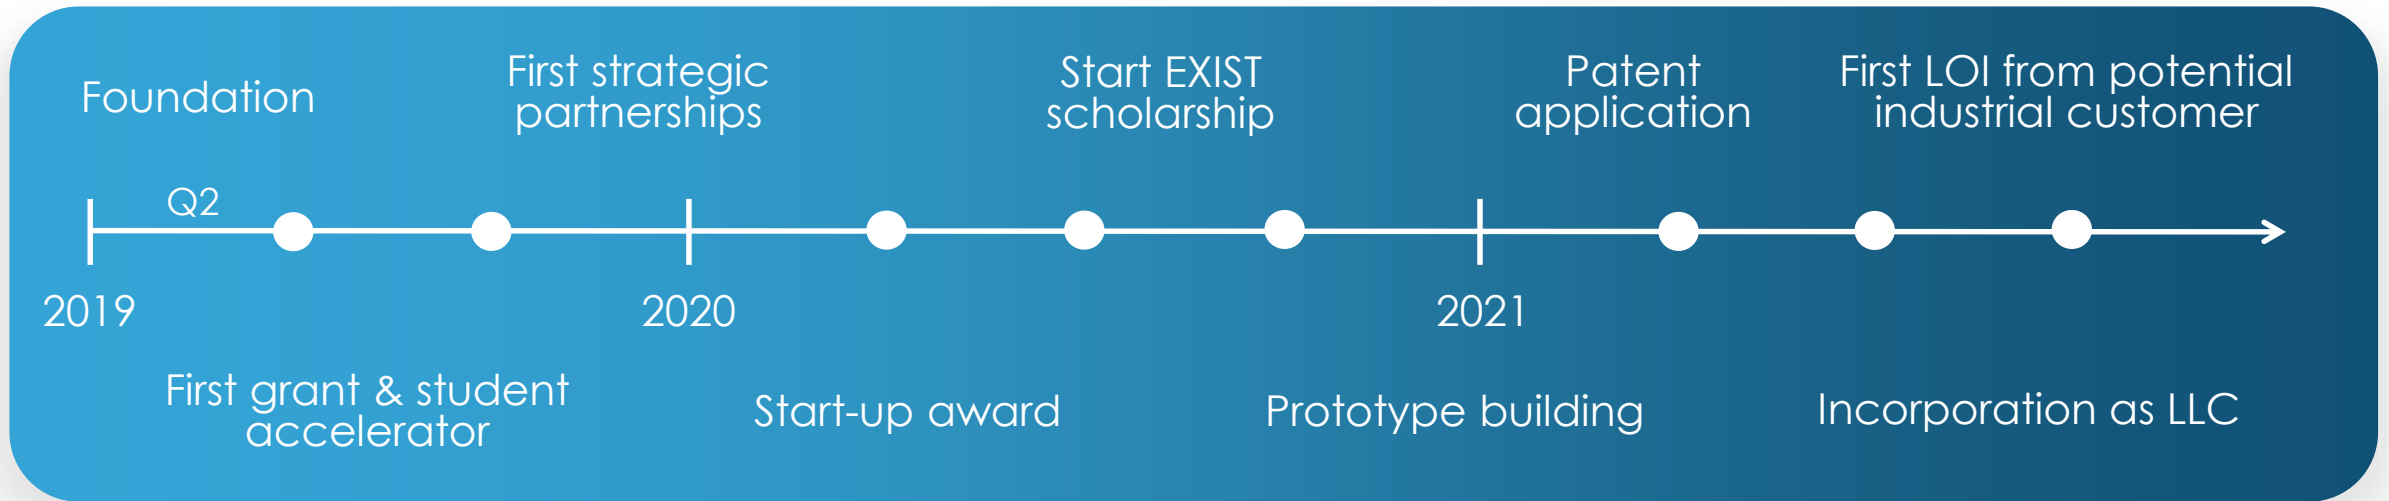 Foundation
First strategic
partnerships
Start EXIST
scholarship
Patent
application
First LOI from potential
industrial customer
Q2
2019
2020
2021
First grant & student
accelerator
Start-up award
Prototype building
Incorporation as LLC